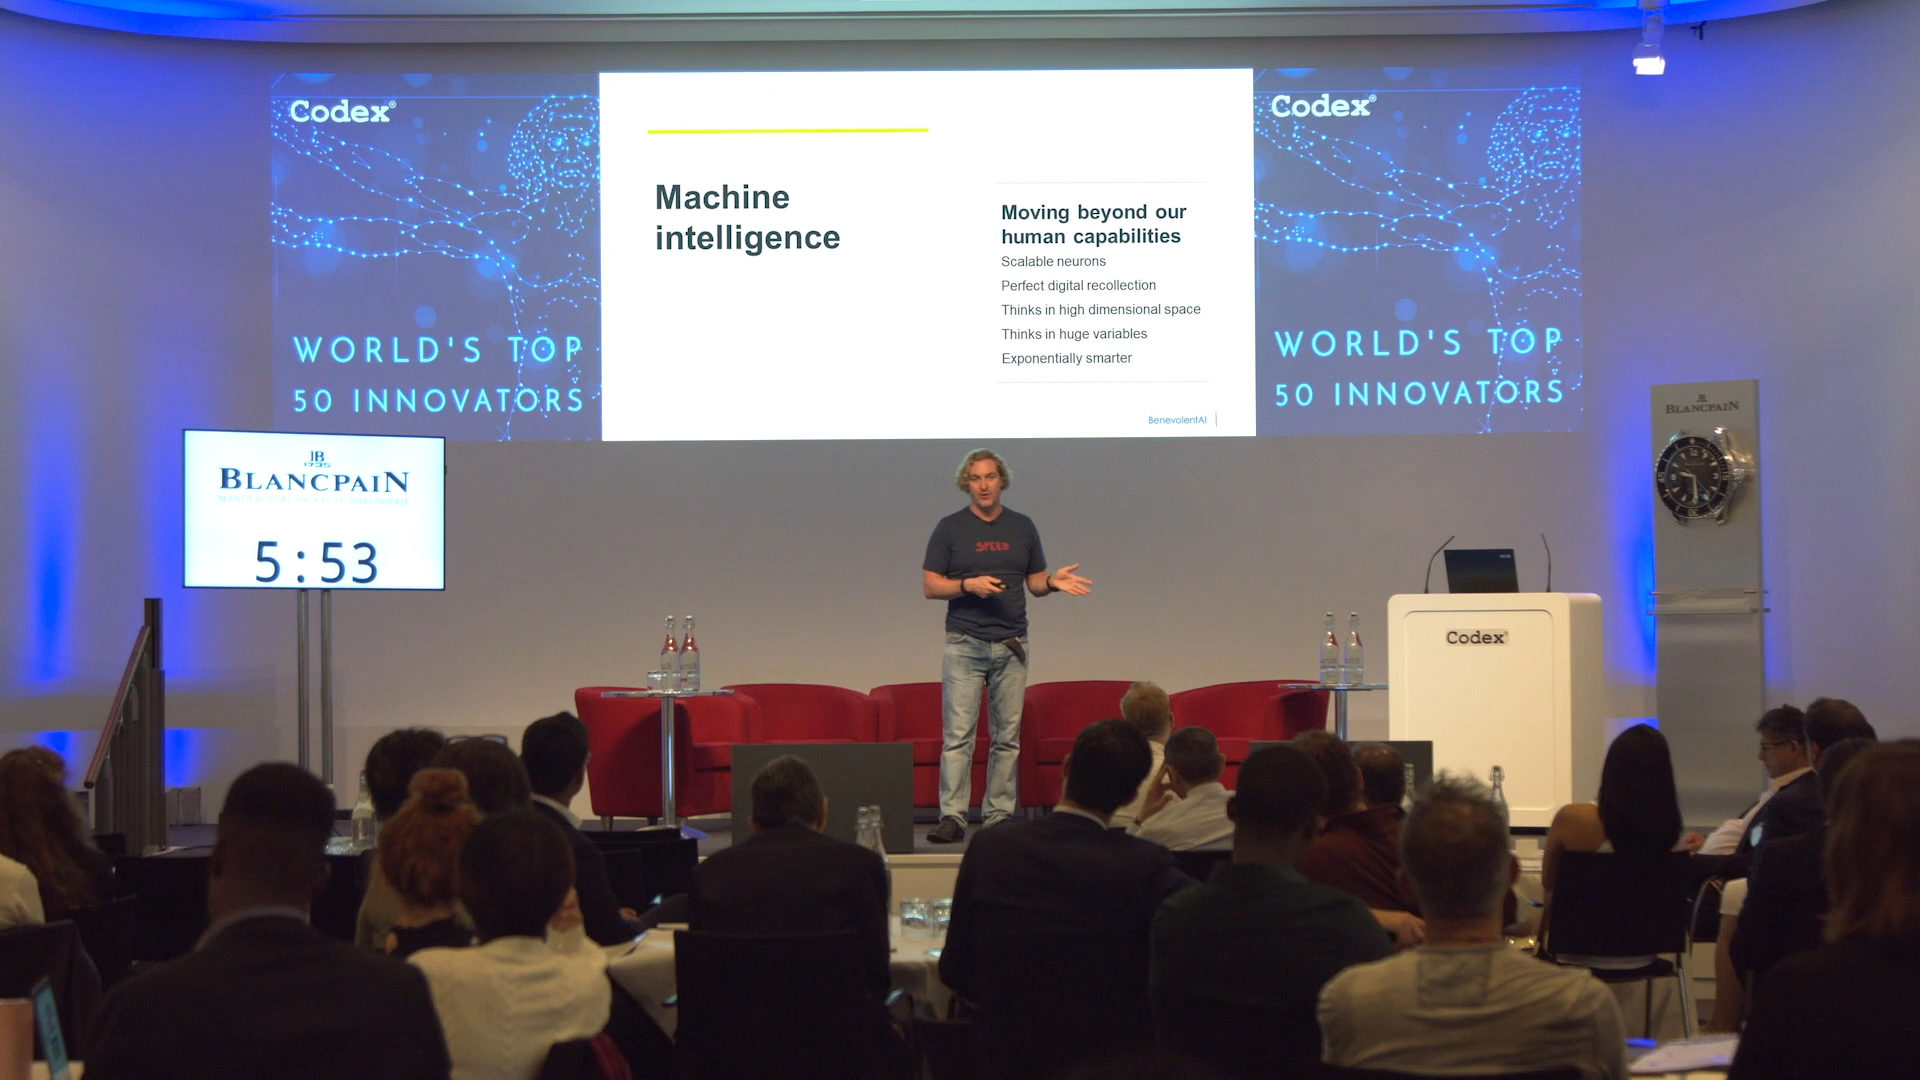 Codex®
WORLD'S TOP
50 INNOVATORS
Machine
intelligence
Moving beyond our
human capabilities
Scalable neurons
Perfect digital recollection
Thinks in high dimensional space
Thinks in huge variables
Exponentially smarter
BenevolentAI
Codex®
WORLD'S TOP
50 INNOVATORS
JB
1735
BLANCPAIN
5:53
SPEED
Codex®
BLANCPAIN